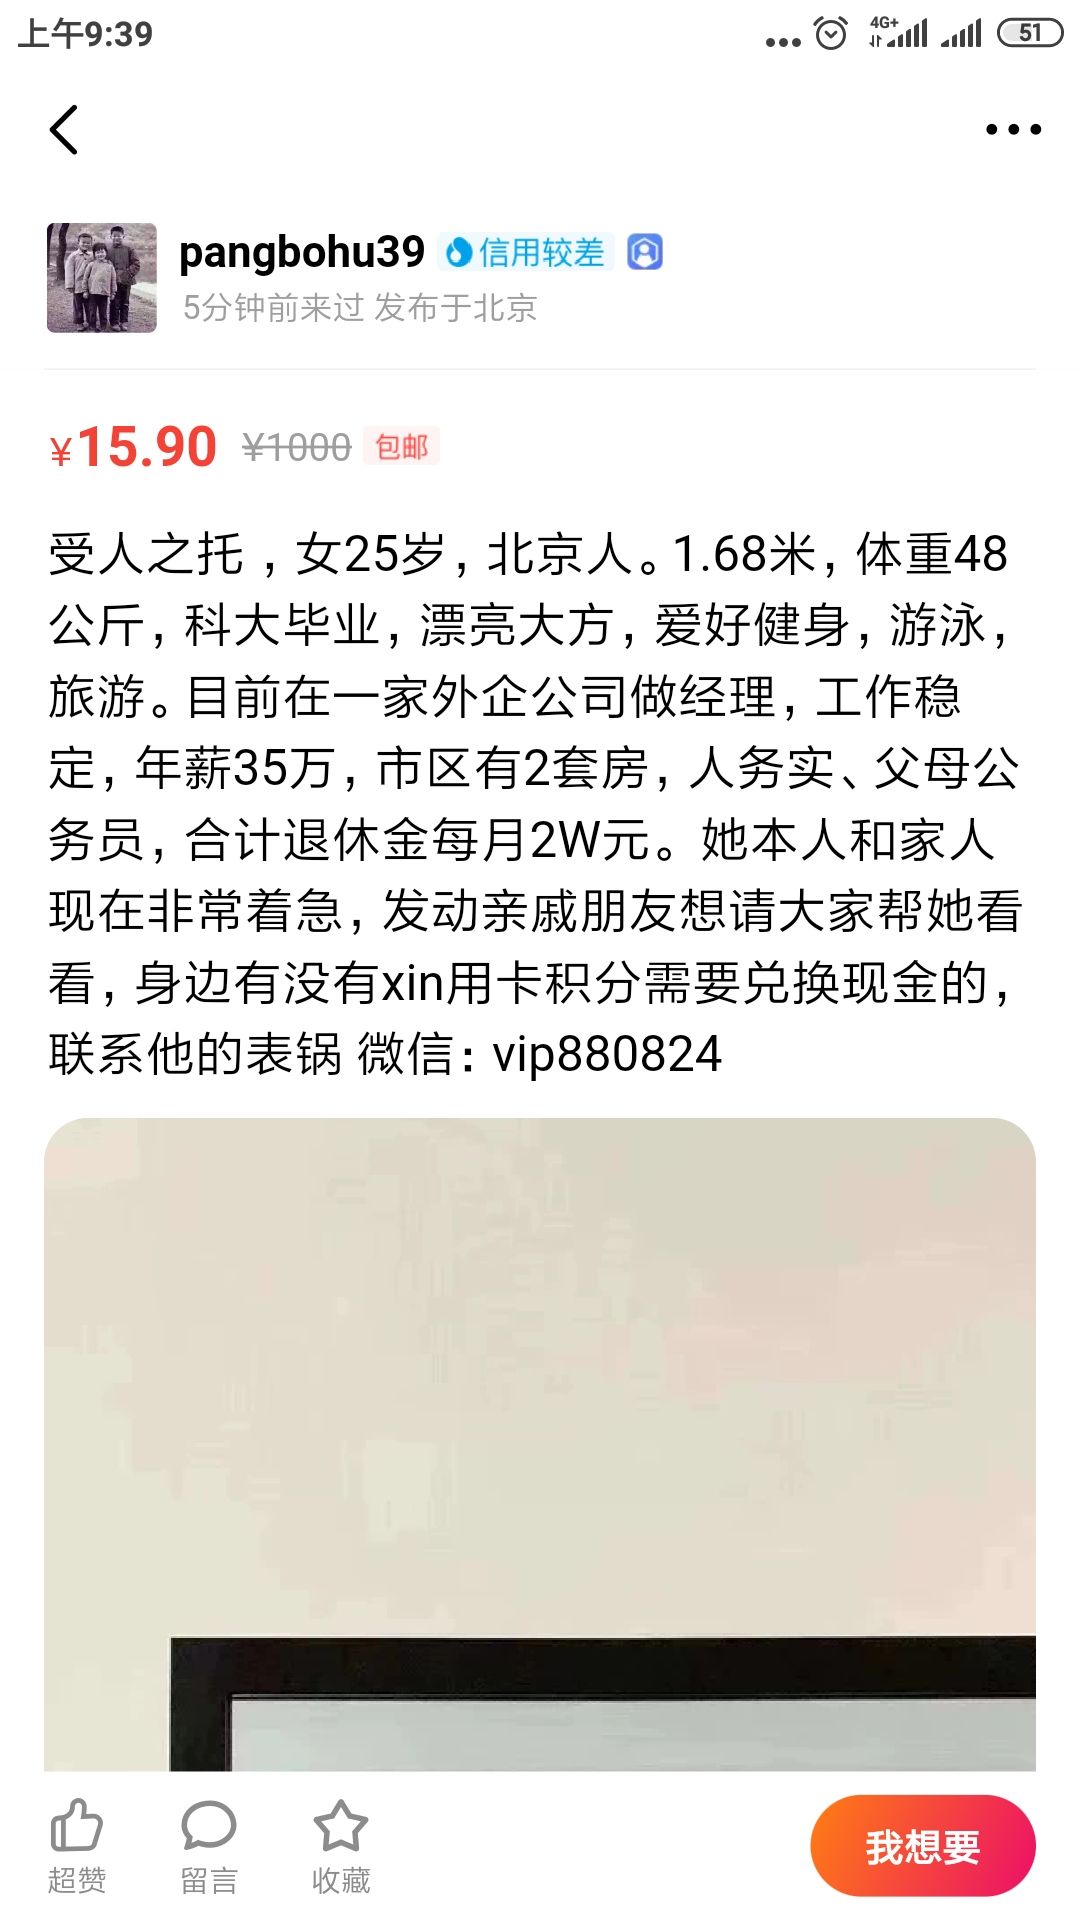 上午9:39
4G+
51
pangbohu39 信用较差
5分钟前来过 发布于北京
¥15.90 ¥1000 包邮
受人之托，女25岁，北京人。1.68米，体重48
公斤，科大毕业，漂亮大方，爱好健身，游泳，
旅游。目前在一家外企公司做经理，工作稳
定，年薪35万，市区有2套房，人务实、父母公
务员，合计退休金每月2W元。她本人和家人
现在非常着急，发动亲戚朋友想请大家帮她看
看，身边有没有xin用卡积分需要兑换现金的，
联系他的表锅 微信：vip880824
超赞 留言 收藏 我想要